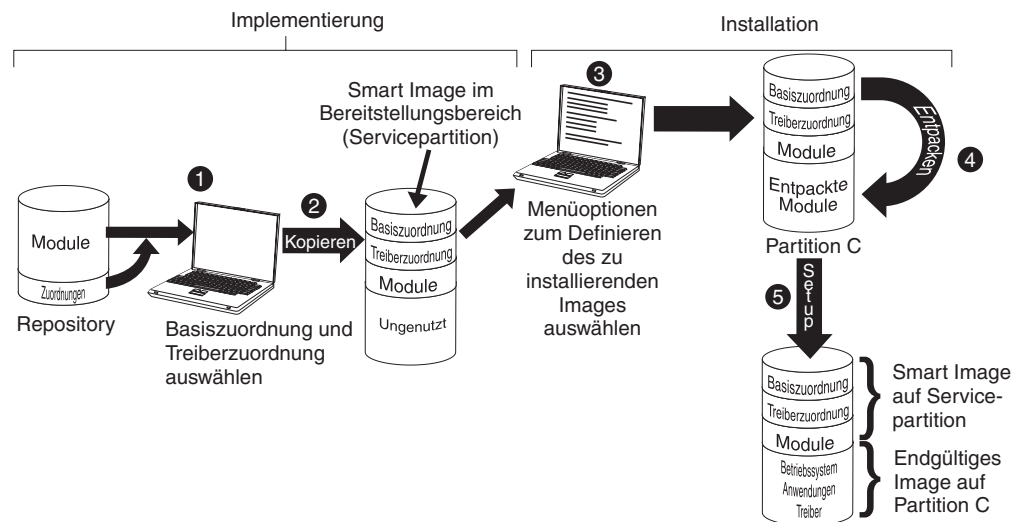 Implementierung
Installation
Smart Image im
Bereitstellungsbereich
(Servicepartition)
Module
Zuordnungen
Repository
1
Basiszuordnung und
Treiberzuordnung
auswählen
2
Kopieren
Basiszuordnung
Treiberzuordnung
Module
Ungenutzt
3
Menüoptionen
zum Definieren
des zu
installierenden
Images
auswählen
Basiszuordnung
Treiberzuordnung
Module
Entpackte
Module
Partition C
Entpacken
4
5
Setup
Basiszuordnung
Treiberzuordnung
Module
Betriebssystem
Anwendungen
Treiber
Smart Image
auf Service-
partition
Endgültiges
Image auf
Partition C